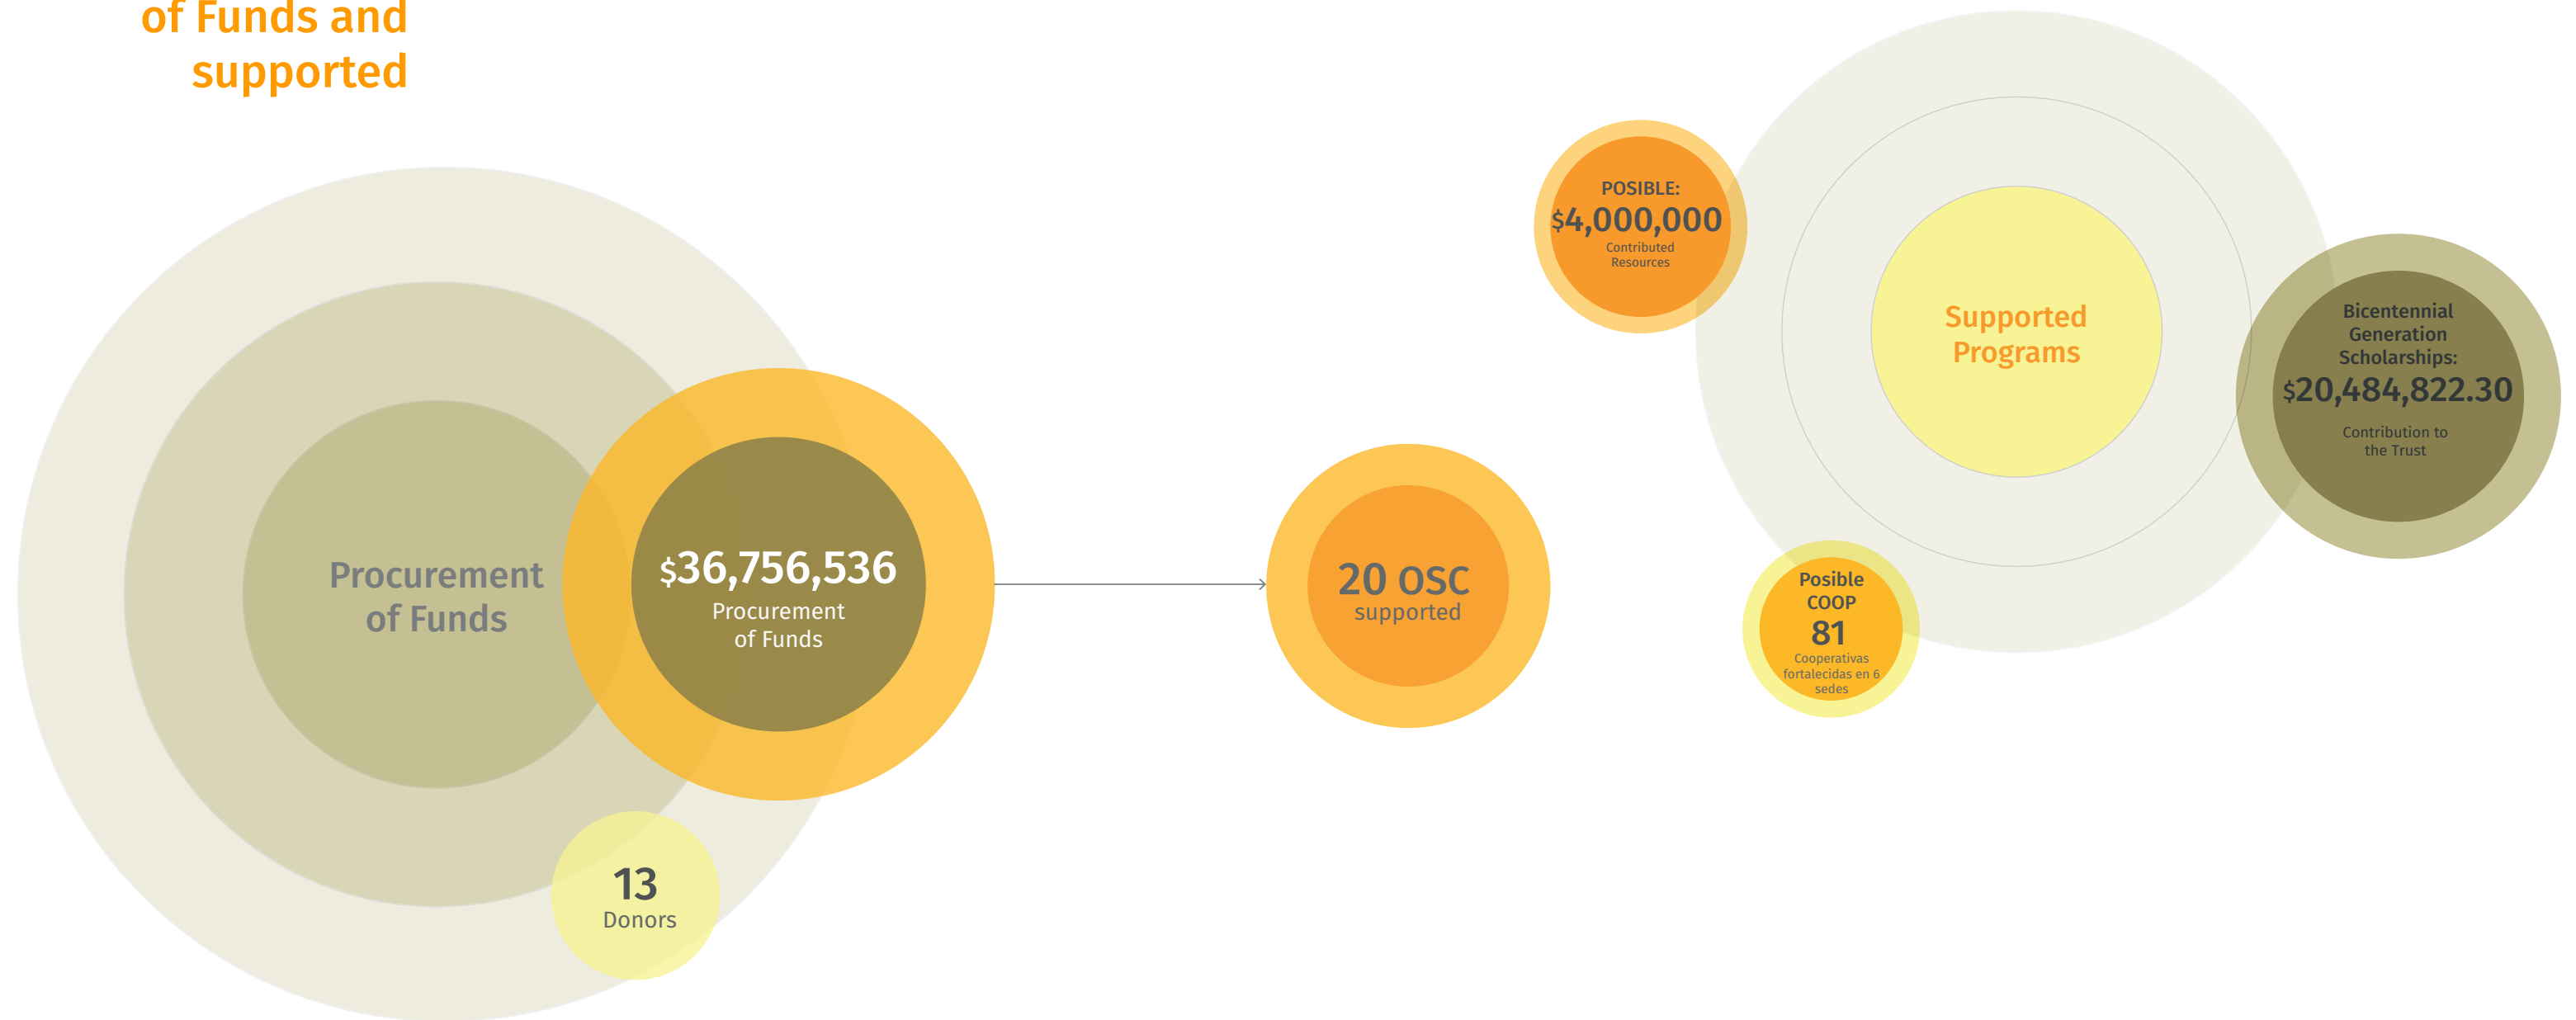 of Funds and
supported
Procurement
of Funds
$36,756,536
Procurement
of Funds
13
Donors
20 OSC
supported
POSIBLE:
$4,000,000
Contributed
Resources
Supported
Programs
Bicentennial
Generation
Scholarships:
$20,484,822.30
Contribution to
the Trust
Posible
COOP
81
Cooperativas
fortalecidas en 6
sedes